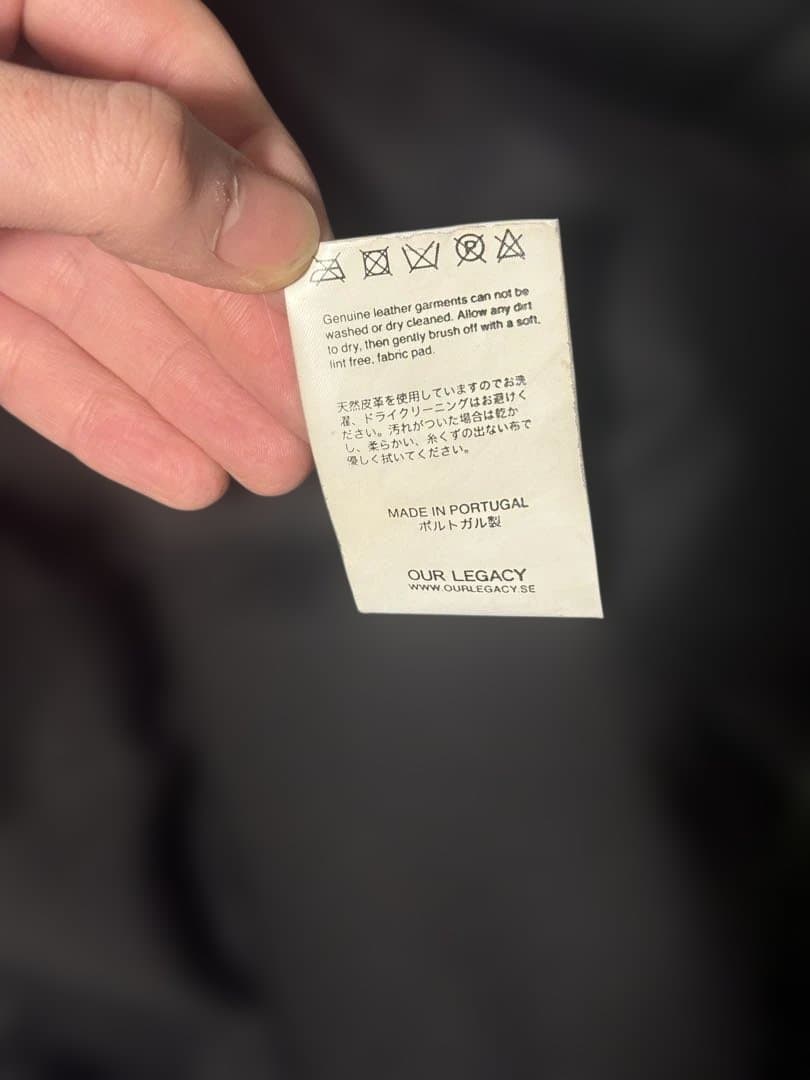 Genuine leather garments can not be
washed or dry cleaned. Allow any dirt
to dry, then gently brush off with a soft,
lint free, fabric pad.
天然皮革を使用していますのでお洗
濯、ドライクリーニングはお避けく
ださい。汚れがついた場合は乾か
し、柔らかい、糸くずの出ない布で
優しく拭いてください。
MADE IN PORTUGAL
ポルトガル製
OUR LEGACY
WWW.OURLEGACY.SE